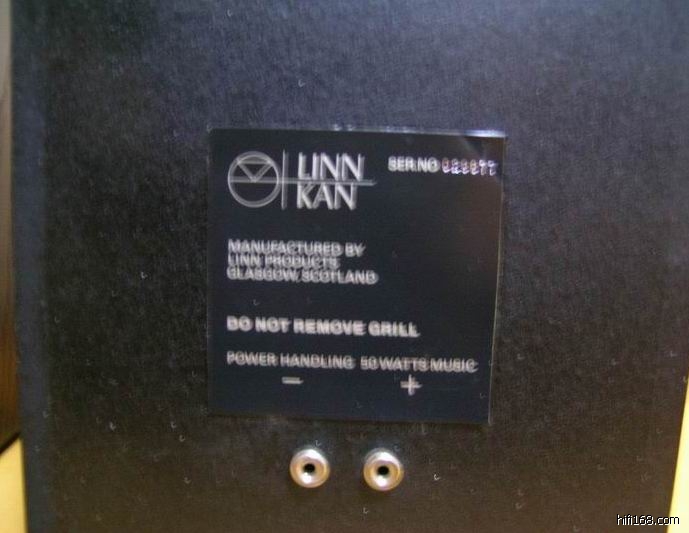 LINN
KAN
SER.NO
MANUFACTURED BY
LINN PRODUCTS
GLASGOW, SCOTLAND
DO NOT REMOVE GRILL
POWER HANDLING 50 WATTS MUSIC
− +
hifi168.com